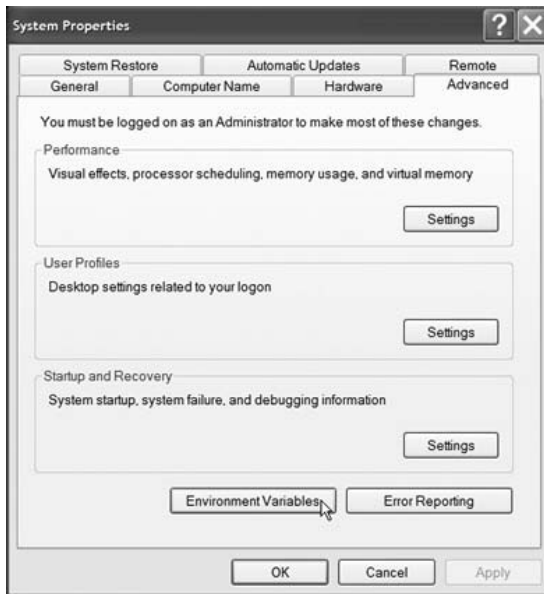 System Properties
System Restore Automatic Updates Remote
General Computer Name Hardware Advanced
You must be logged on as an Administrator to make most of these changes.
Performance
Visual effects, processor scheduling, memory usage, and virtual memory
Settings
User Profiles
Desktop settings related to your logon
Settings
Startup and Recovery
System startup, system failure, and debugging information
Settings
Environment Variables Error Reporting
OK Cancel Apply